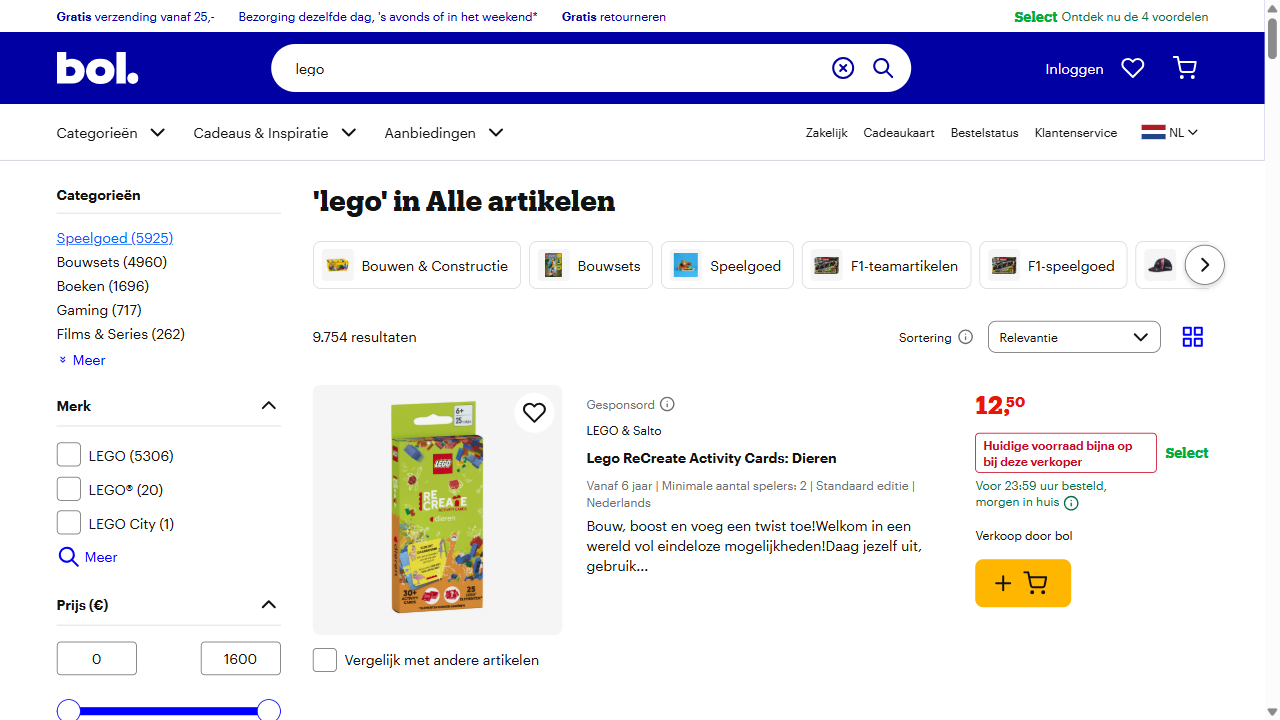 Gratis verzending vanaf 25,-
Bezorging dezelfde dag, 's avonds of in het weekend*
Gratis retourneren
Select Ontdek nu de 4 voordelen
bol.
lego
Inloggen
Categorieën
Cadeaus & Inspiratie
Aanbiedingen
Zakelijk
Cadeaukaart
Bestelstatus
Klantenservice
NL
Categorieën
Speelgoed (5925)
Bouwsets (4960)
Boeken (1696)
Gaming (717)
Films & Series (262)
Meer
Merk
LEGO (5306)
LEGO® (20)
LEGO City (1)
Meer
Prijs (€)
0
1600
'lego' in Alle artikelen
Bouwen & Constructie
Bouwsets
Speelgoed
F1-teamartikelen
F1-speelgoed
9.754 resultaten
Sortering
Relevantie
6+
25
LEGO
RE
CREATE
ACTIVITY CARDS
dieren
30+
ACTIVITY
CARDS
25
LEGO
Vergelijk met andere artikelen
Gesponsord
LEGO & Salto
Lego ReCreate Activity Cards: Dieren
Vanaf 6 jaar | Minimale aantal spelers: 2 | Standaard editie |
Nederlands
Bouw, boost en voeg een twist toe!Welkom in een
wereld vol eindeloze mogelijkheden!Daag jezelf uit,
gebruik...
12,50
Huidige voorraad bijna op
bij deze verkoper
Select
Voor 23:59 uur besteld,
morgen in huis
Verkoop door bol